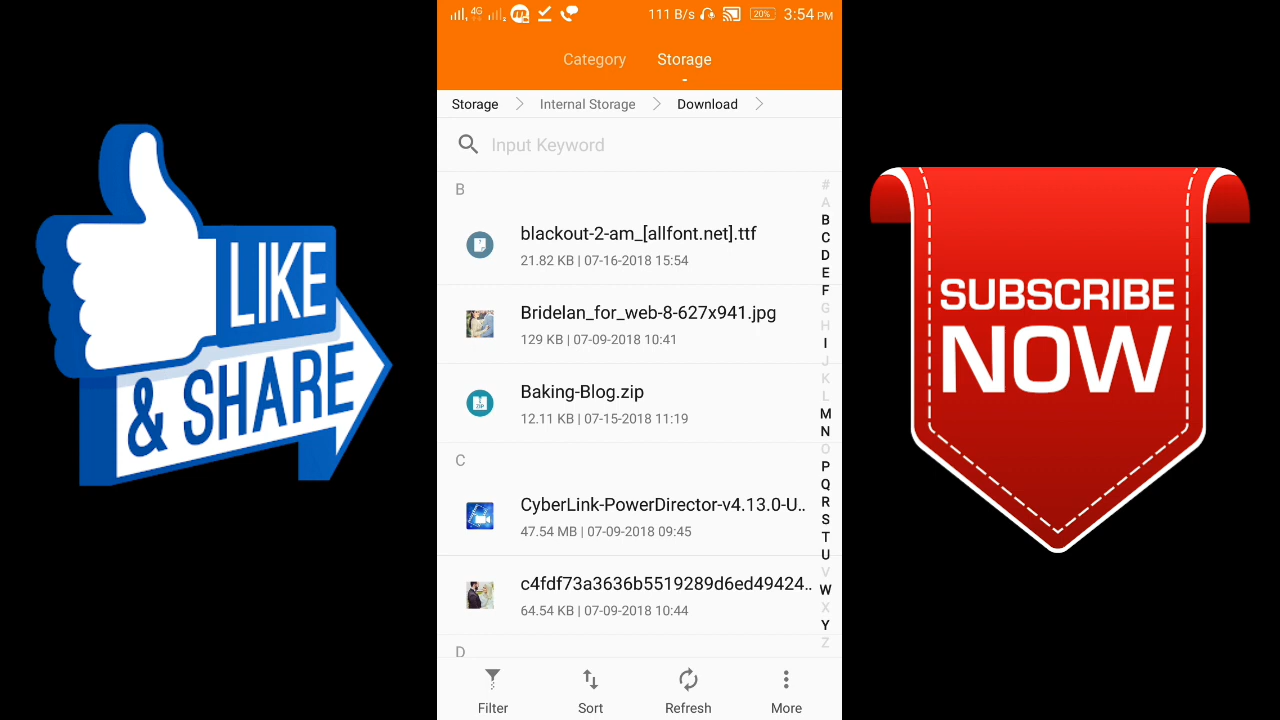 LIKE
& SHARE
4G
111 B/s
20%
3:54 PM
Category
Storage
Storage
Internal Storage
Download
Input Keyword
B
blackout-2-am_[allfont.net].ttf
21.82 KB | 07-16-2018 15:54
Bridelan_for_web-8-627x941.jpg
129 KB | 07-09-2018 10:41
Baking-Blog.zip
12.11 KB | 07-15-2018 11:19
C
CyberLink-PowerDirector-v4.13.0-U..
47.54 MB | 07-09-2018 09:45
c4fdf73a3636b5519289d6ed49424..
64.54 KB | 07-09-2018 10:44
D
#
A
B
C
D
E
F
G
H
I
J
K
L
M
N
O
P
Q
R
S
T
U
V
W
X
Y
Z
Filter
Sort
Refresh
More
SUBSCRIBE
NOW